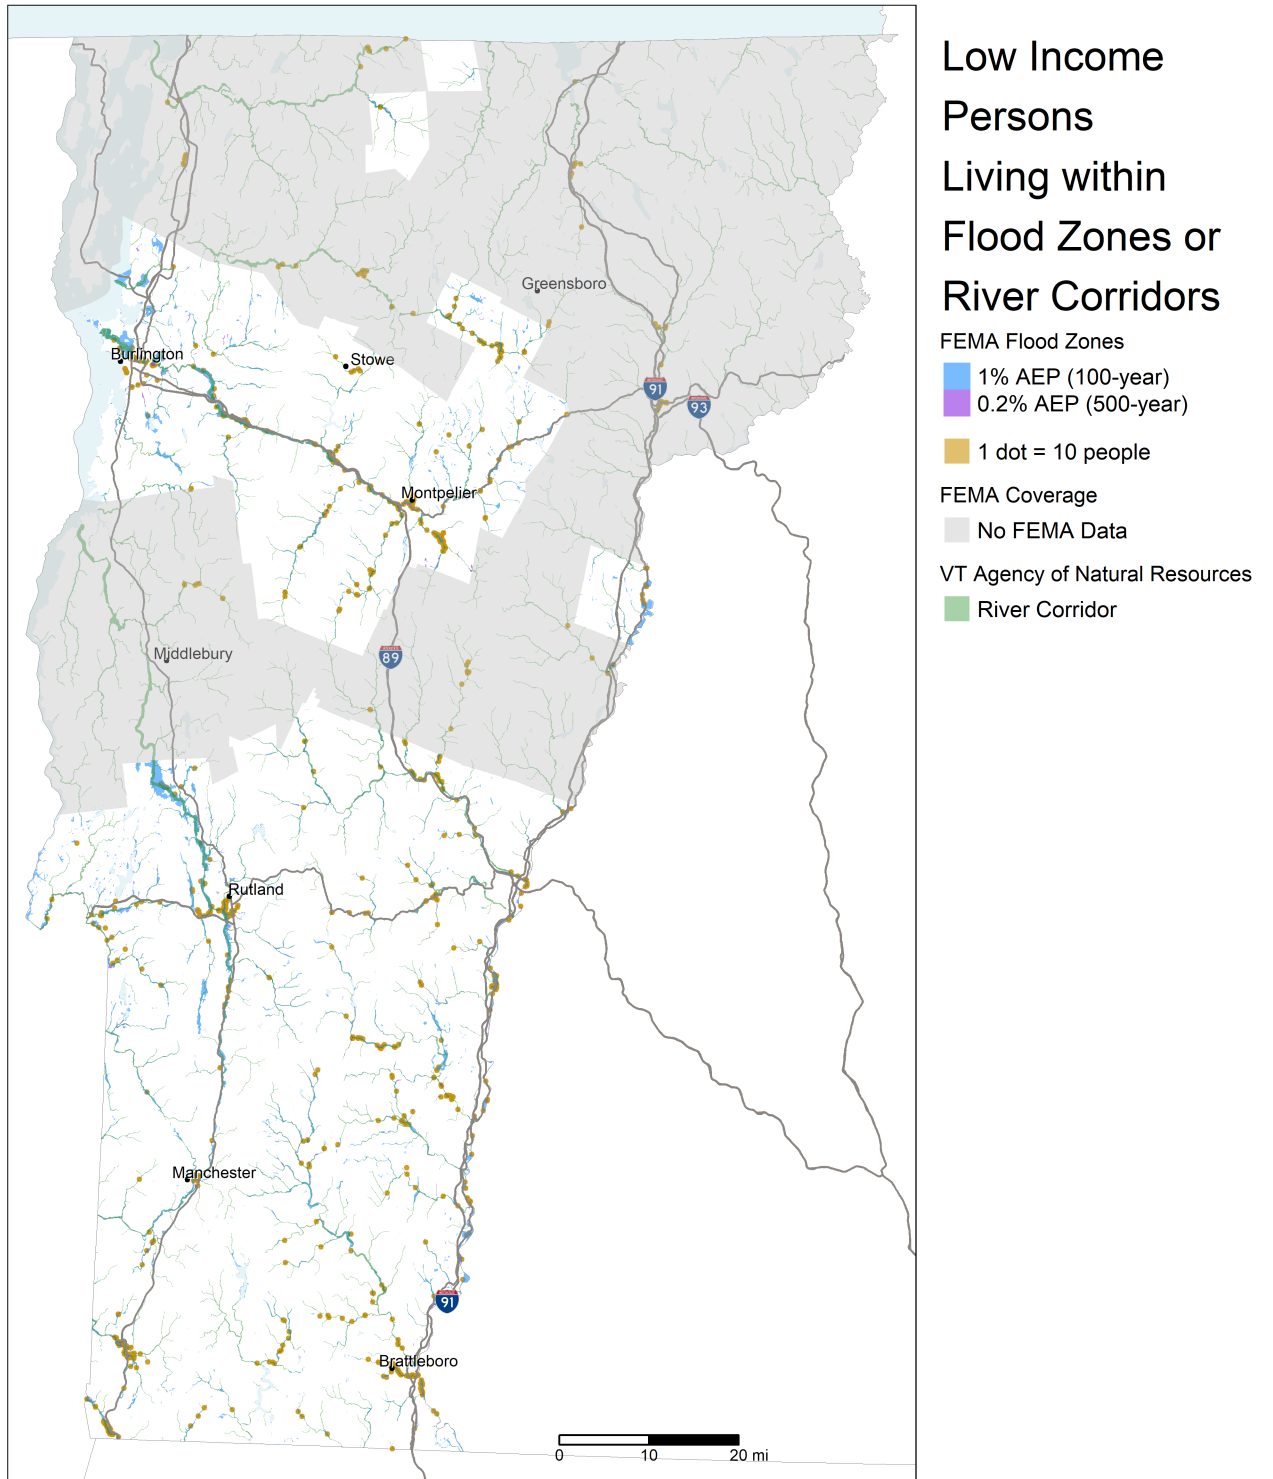 Low Income
Persons
Living within
Flood Zones or
River Corridors
FEMA Flood Zones
1% AEP (100-year)
0.2% AEP (500-year)
1 dot = 10 people
FEMA Coverage
No FEMA Data
VT Agency of Natural Resources
River Corridor
Greensboro
Burlington
Stowe
91
93
Montpelier
Middlebury
89
Rutland
Manchester
91
Brattleboro
0 10 20 mi